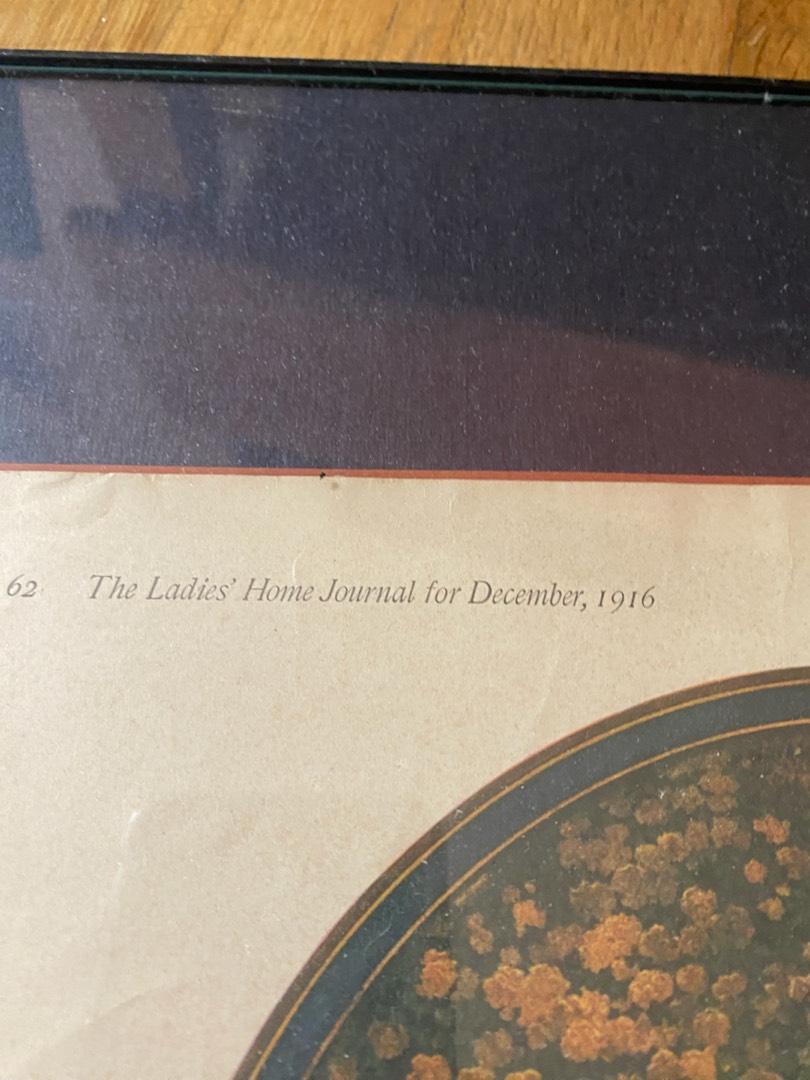 62 The Ladies' Home Journal for December, 1916